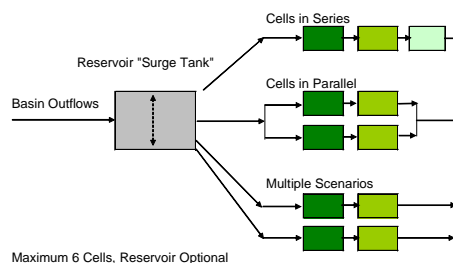 Cells in Series
Reservoir "Surge Tank"
Cells in Parallel
Basin Outflows
Multiple Scenarios
Maximum 6 Cells, Reservoir Optional